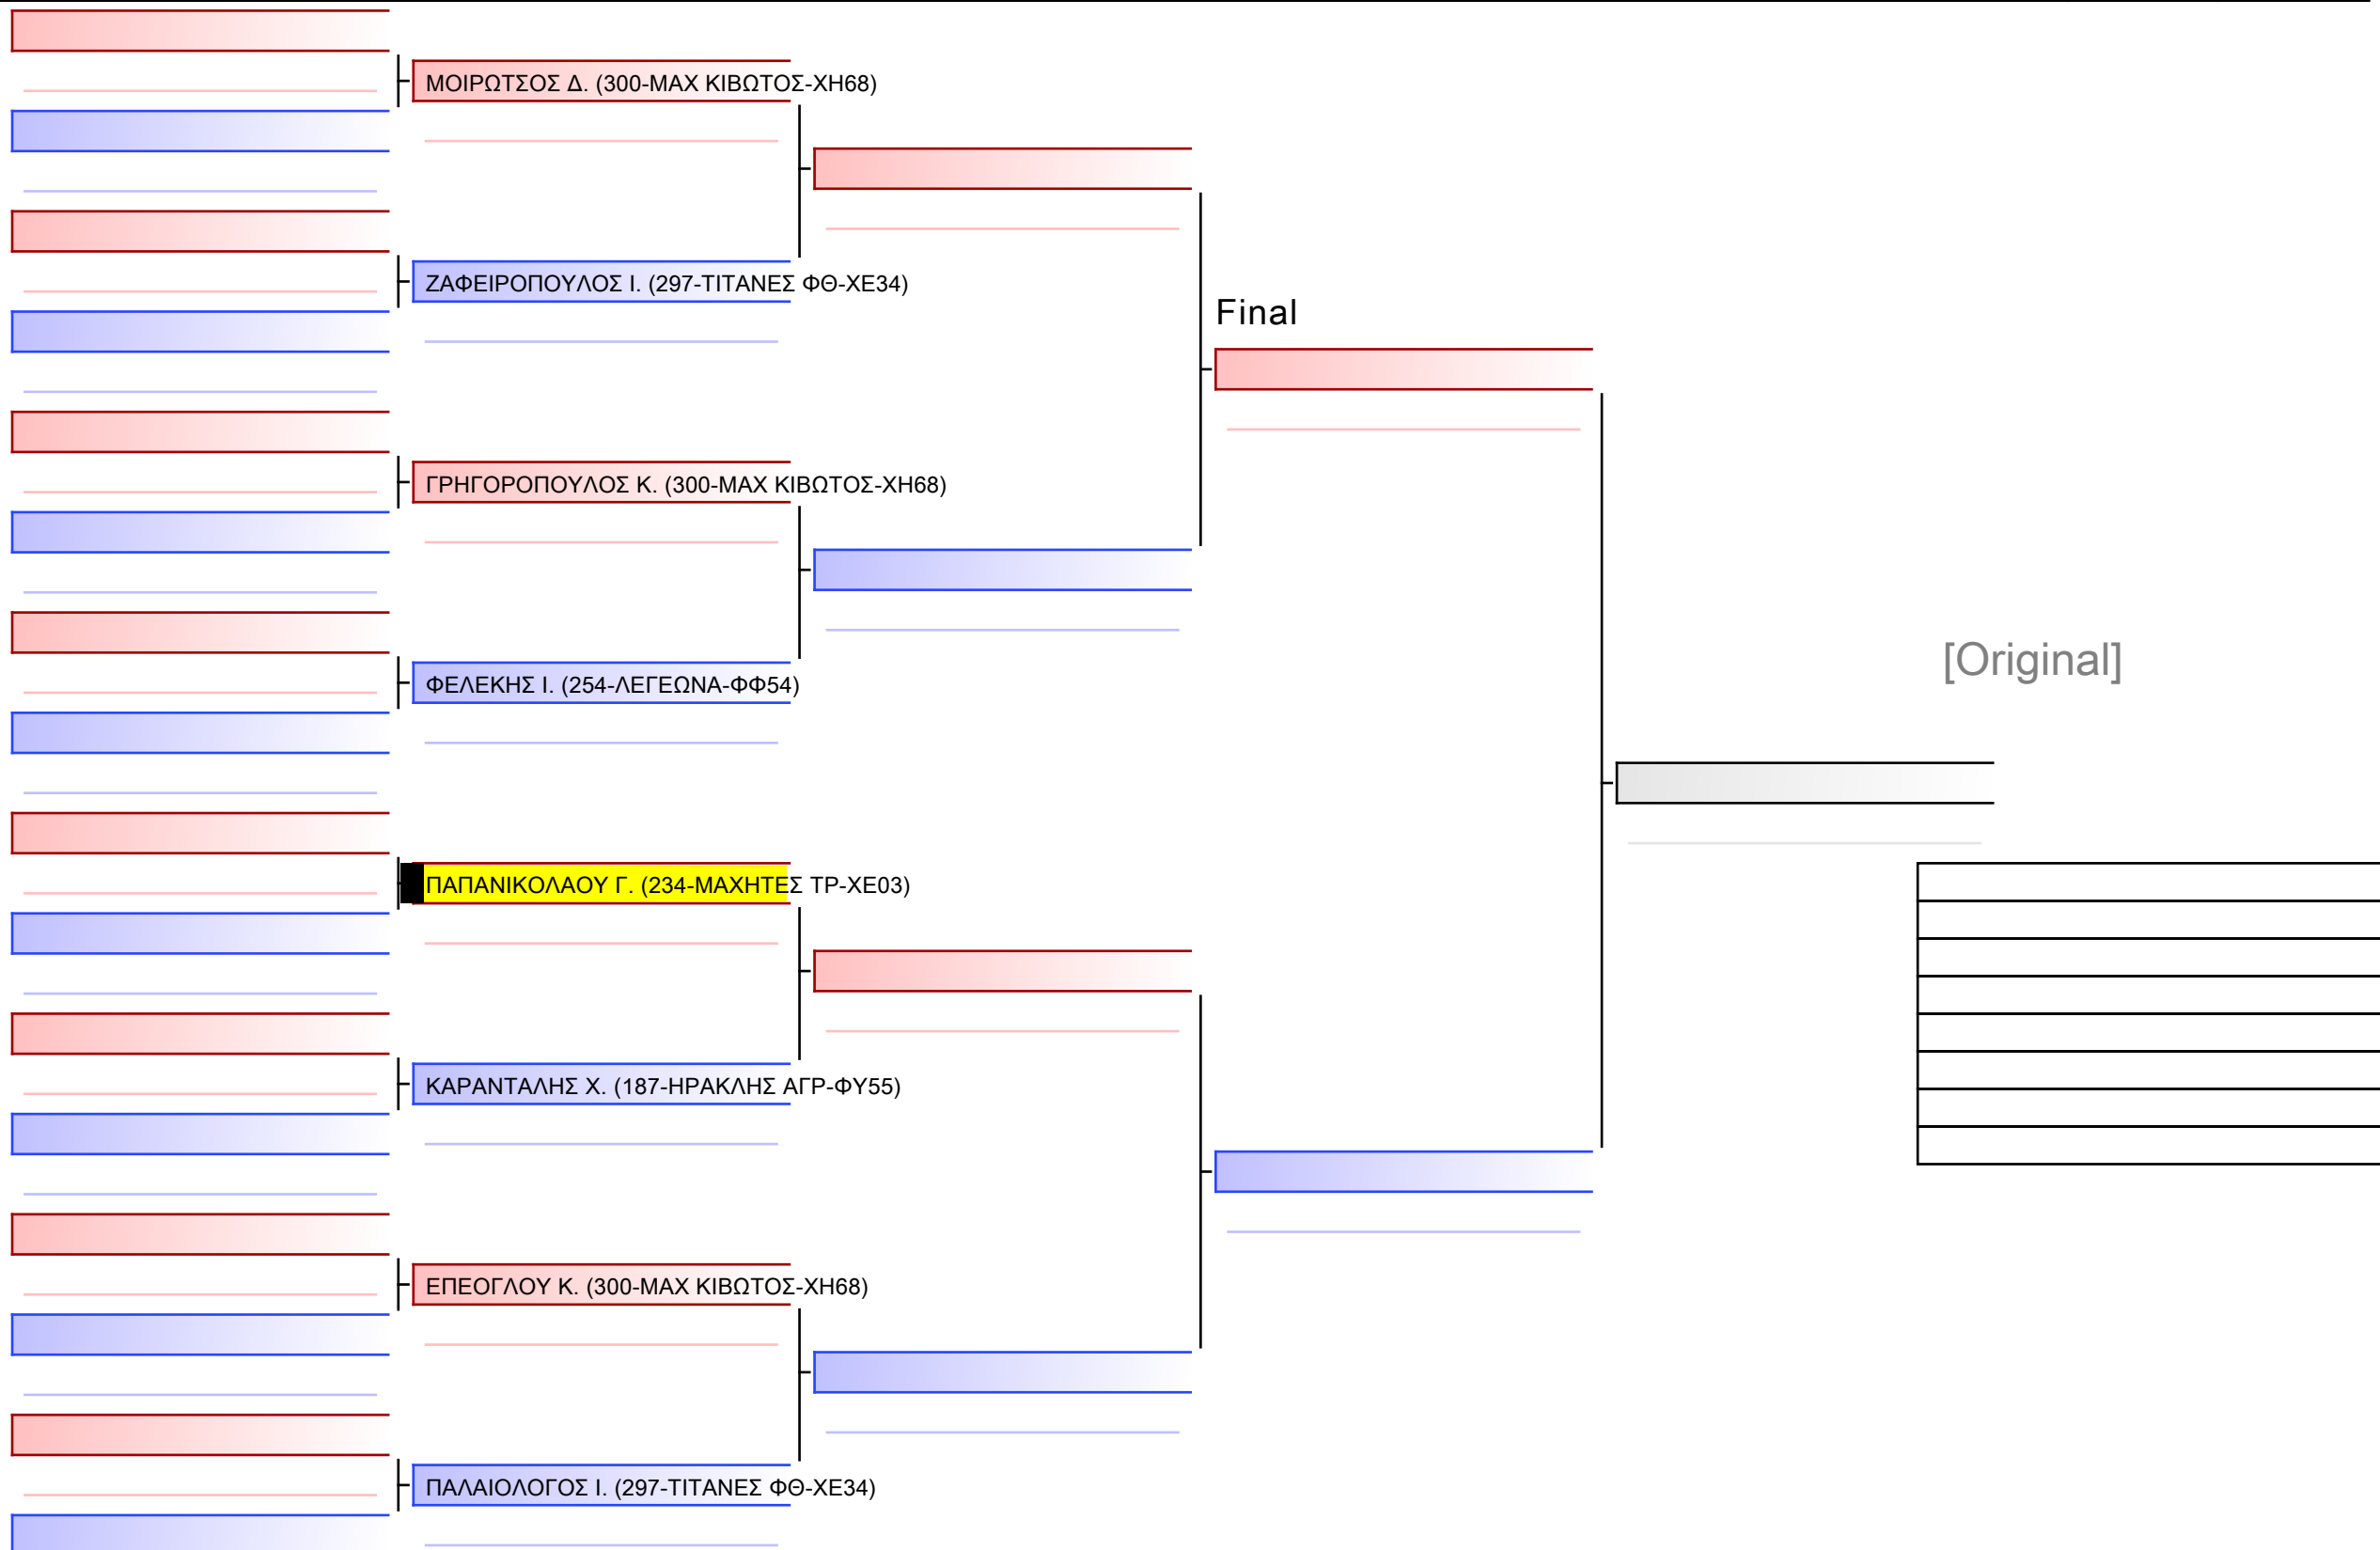 ΜΟΙΡΩΤΣΟΣ Δ. (300-ΜΑΧ ΚΙΒΩΤΟΣ-ΧΗ68)
ΖΑΦΕΙΡΟΠΟΥΛΟΣ Ι. (297-ΤΙΤΑΝΕΣ ΦΘ-ΧΕ34)
Final
ΓΡΗΓΟΡΟΠΟΥΛΟΣ Κ. (300-ΜΑΧ ΚΙΒΩΤΟΣ-ΧΗ68)
[Original]
ΦΕΛΕΚΗΣ Ι. (254-ΛΕΓΕΩΝΑ-ΦΦ54)
ΠΑΠΑΝΙΚΟΛΑΟΥ Γ. (234-ΜΑΧΗΤΕΣ ΤΡ-ΧΕ03)
ΚΑΡΑΝΤΑΛΗΣ Χ. (187-ΗΡΑΚΛΗΣ ΑΓΡ-ΦΥ55)
ΕΠΕΟΓΛΟΥ Κ. (300-ΜΑΧ ΚΙΒΩΤΟΣ-ΧΗ68)
ΠΑΛΑΙΟΛΟΓΟΣ Ι. (297-ΤΙΤΑΝΕΣ ΦΘ-ΧΕ34)